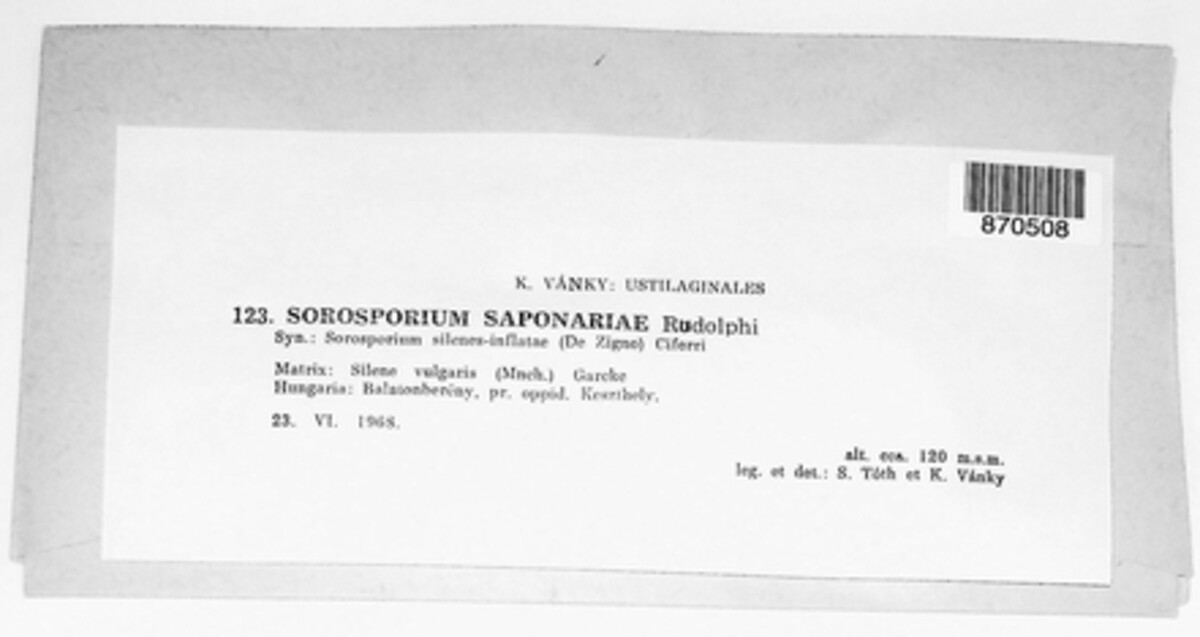 870508
K. VÁNKY: USTILAGINALES
123. SOROSPORIUM SAPONARIAE Rudolphi
Syn.: Sorosporium silenes-inflatae (De Zigno) Ciferri
Matrix: Silene vulgaris (Mnch.) Garcke
Hungaria: Balatonberény, pr. oppid. Keszthely.
23. VI. 1968.
alt. cca. 120 m.s.m.
leg. et det.: S. Tóth et K. Vánky